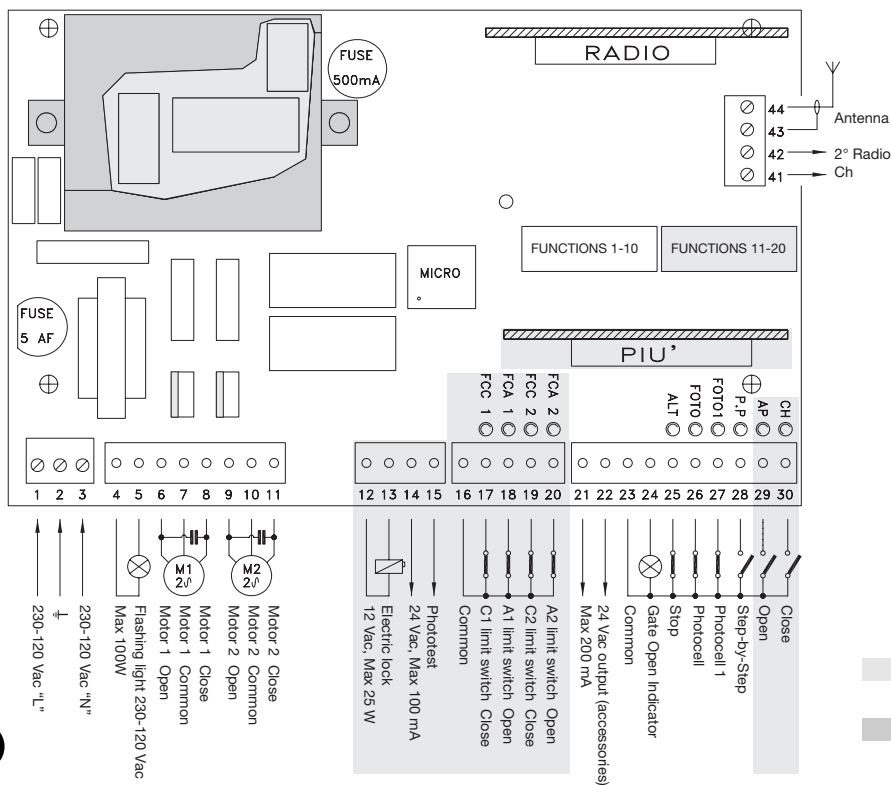 FUSE
500mA
RADIO
44
43
42
41
Antenna
2° Radio
Ch
FUNCTIONS 1-10
FUNCTIONS 11-20
MICRO
FUSE
5 AF
PIU'
FCC 1
FCA 1
FCC 2
FCA 2
ALT
FOTO
FOTO1
P.P
AP
CH
1 2 3 4 5 6 7 8 9 10 11 12 13 14 15 16 17 18 19 20 21 22 23 24 25 26 27 28 29 30
M1
2
M2
2
230-120 Vac "L"
230-120 Vac "N"
Max 100W
Flashing light 230-120 Vac
Motor 1 Open
Motor 1 Common
Motor 1 Close
Motor 2 Open
Motor 2 Common
Motor 2 Close
12 Vac, Max 25 W
Electric lock
24 Vac, Max 100 mA
Phototest
Common
C1 limit switch Close
A1 limit switch Open
C2 limit switch Close
A2 limit switch Open
Max 200 mA
24 Vac output (accessories)
Common
Gate Open Indicator
Stop
Photocell
Photocell 1
Step-by-Step
Open
Close